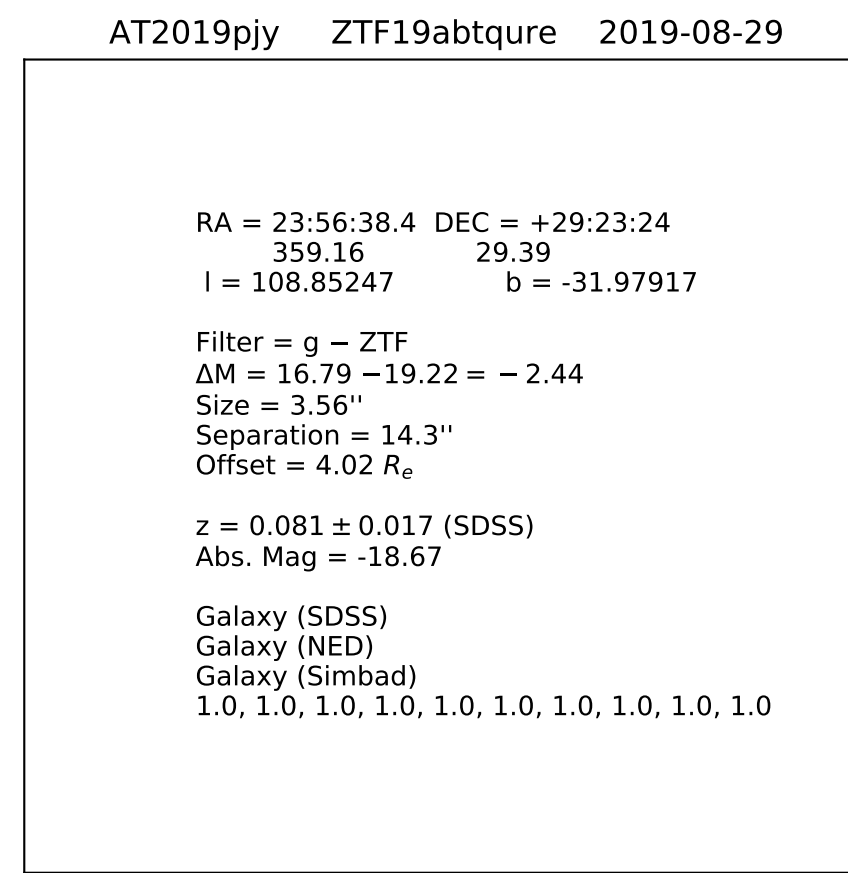 AT2019pjy ZTF19abtqure 2019-08-29
RA = 23:56:38.4 DEC = +29:23:24
359.16 29.39
l = 108.85247 b = -31.97917
Filter = g − ZTF
ΔM = 16.79 −19.22 = − 2.44
Size = 3.56''
Separation = 14.3''
Offset = 4.02 Rₑ
z = 0.081 ± 0.017 (SDSS)
Abs. Mag = -18.67
Galaxy (SDSS)
Galaxy (NED)
Galaxy (Simbad)
1.0, 1.0, 1.0, 1.0, 1.0, 1.0, 1.0, 1.0, 1.0, 1.0